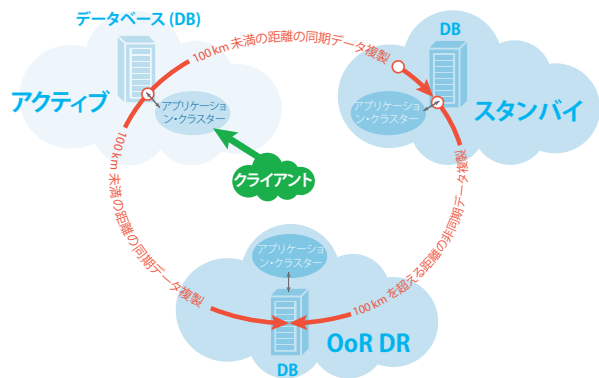 データベース (DB)
アクティブ
アプリケーショ
ン・クラスター
100 km 未満の距離の同期データ複製
DB
アプリケーショ
ン・クラスター
スタンバイ
クライアント
100 km 未満の距離の同期データ複製
100 km を超える距離の非同期データ複製
アプリケーショ
ン・クラスター
DB
OoR DR